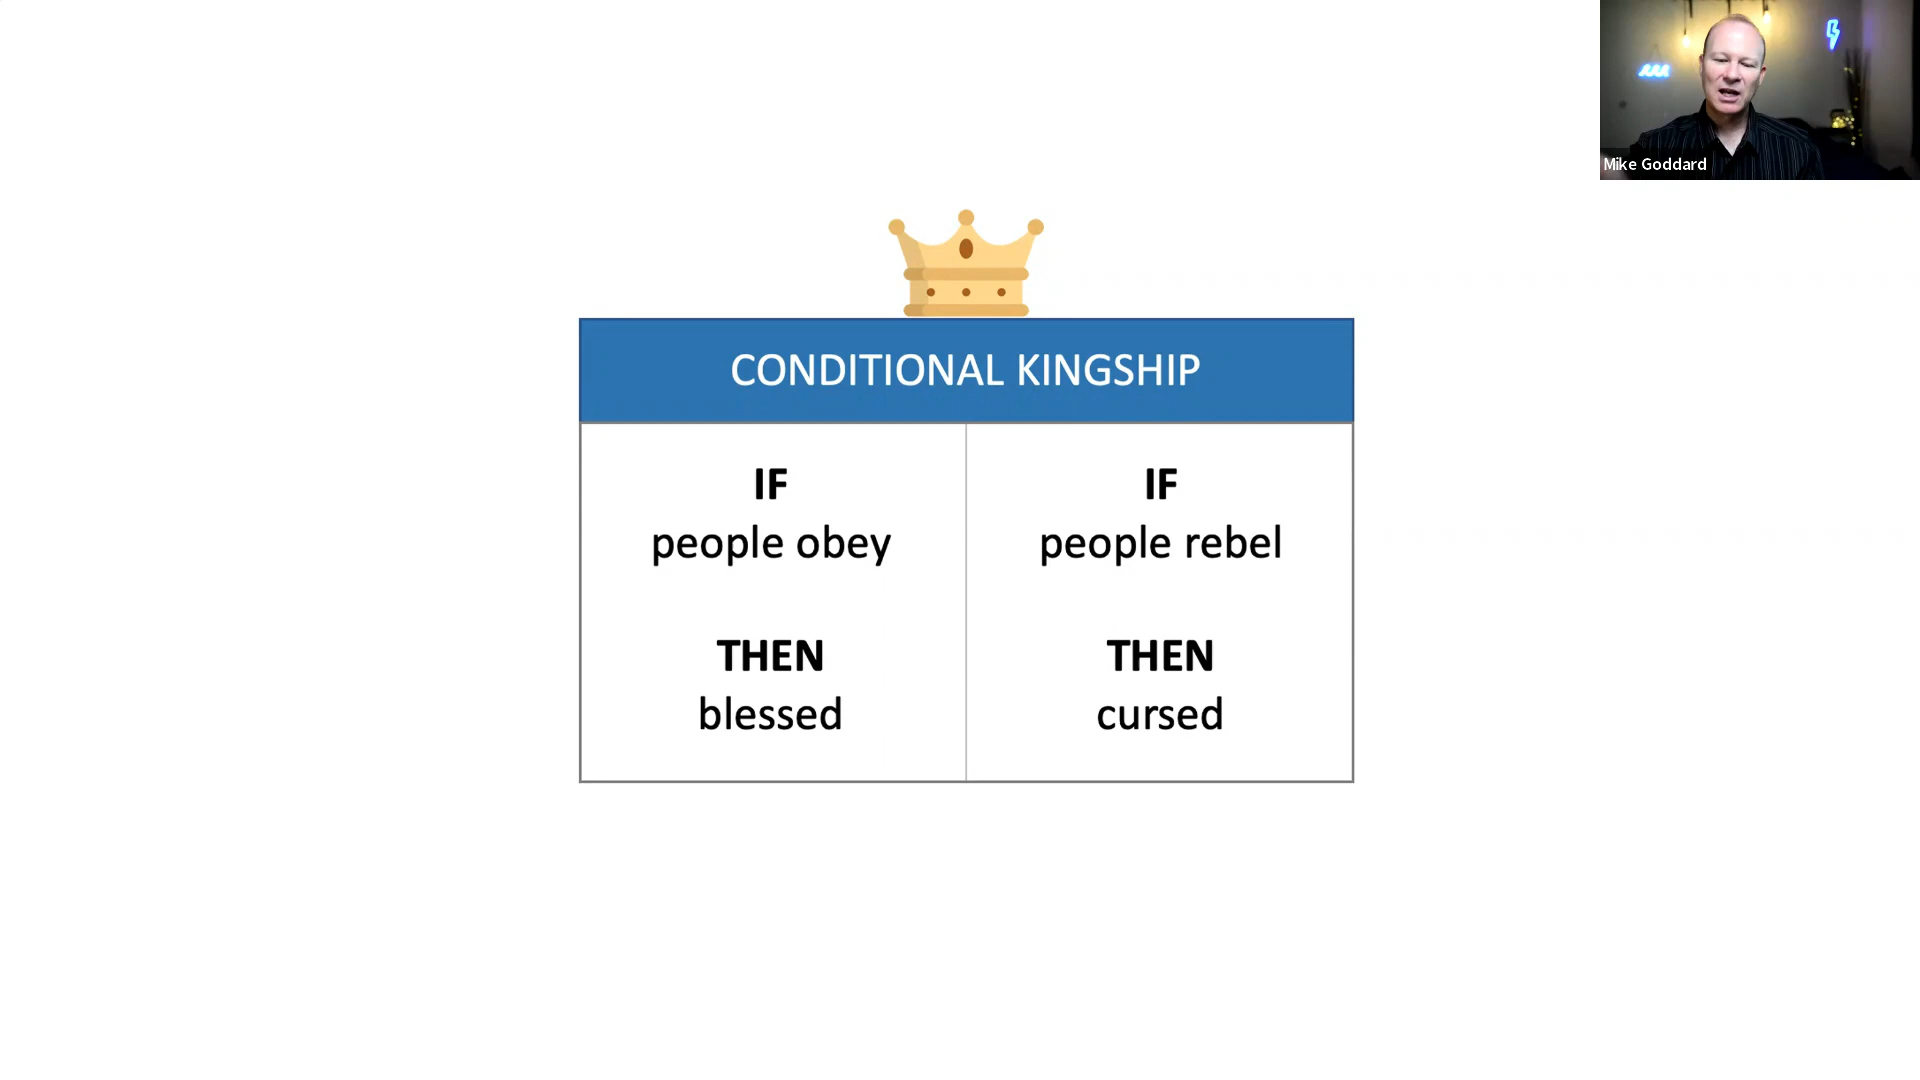 Mike Goddard
CONDITIONAL KINGSHIP
IF
people obey
THEN
blessed
IF
people rebel
THEN
cursed